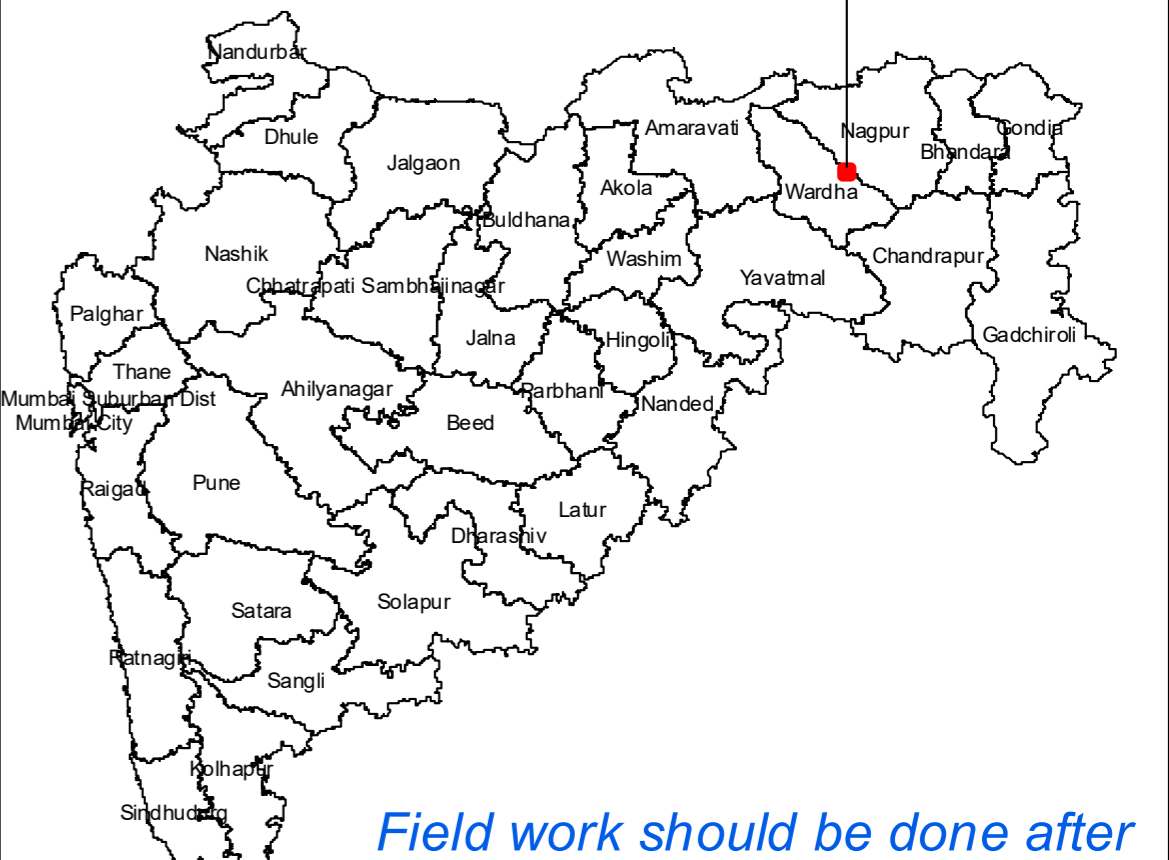 Nandurbar
Dhule
Jalgaon
Amaravati
Nagpur
Gondia
Bhandara
Akola
Wardha
Buldhana
Nashik
Chhatrapati Sambhajinagar
Washim
Chandrapur
Yavatmal
Palghar
Jalna
Hingoli
Gadchiroli
Thane
Ahilyanagar
Parbhani
Mumbai Suburban Dist
Nanded
Mumbai City
Beed
Raigad
Pune
Latur
Dharashiv
Solapur
Satara
Ratnagiri
Sangli
Kolhapur
Sindhudurg
Field work should be done after